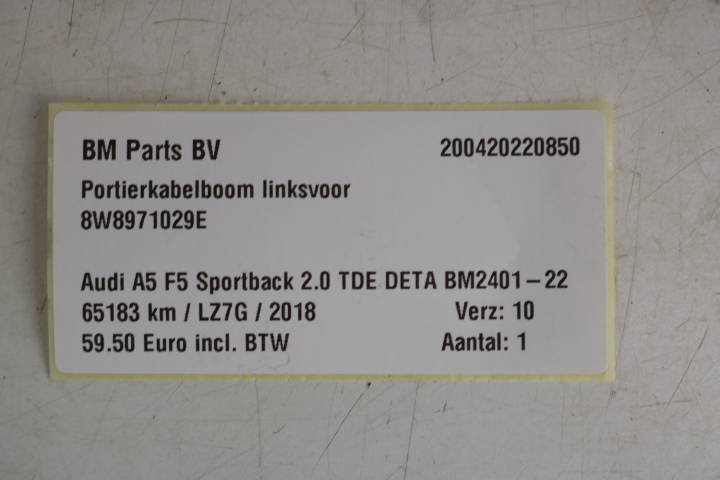 BM Parts BV 200420220850
Portierkabelboom linksvoor
8W8971029E
Audi A5 F5 Sportback 2.0 TDE DETA BM2401-22
65183 km / LZ7G / 2018 Verz: 10
59.50 Euro incl. BTW Aantal: 1